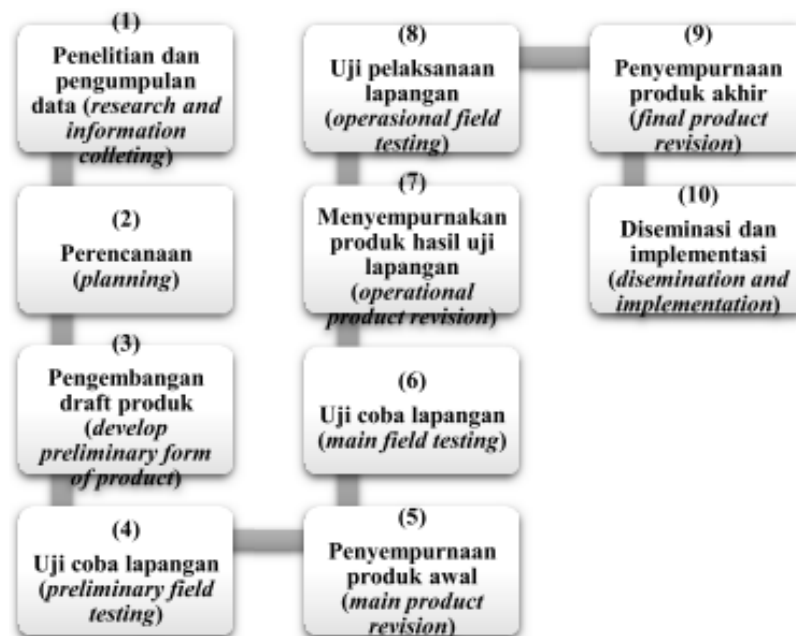 (1)
Penelitian dan
pengumpulan
data (research and
information
colleting)
(2)
Perencanaan
(planning)
(3)
Pengembangan
draft produk
(develop
preliminary form
of product)
(4)
Uji coba lapangan
(preliminary field
testing)
(5)
Penyempurnaan
produk awal
(main product
revision)
(6)
Uji coba lapangan
(main field testing)
(7)
Menyempurnakan
produk hasil uji
lapangan
(operational
product revision)
(8)
Uji pelaksanaan
lapangan
(operasional field
testing)
(9)
Penyempurnaan
produk akhir
(final product
revision)
(10)
Diseminasi dan
implementasi
(disemination and
implementation)